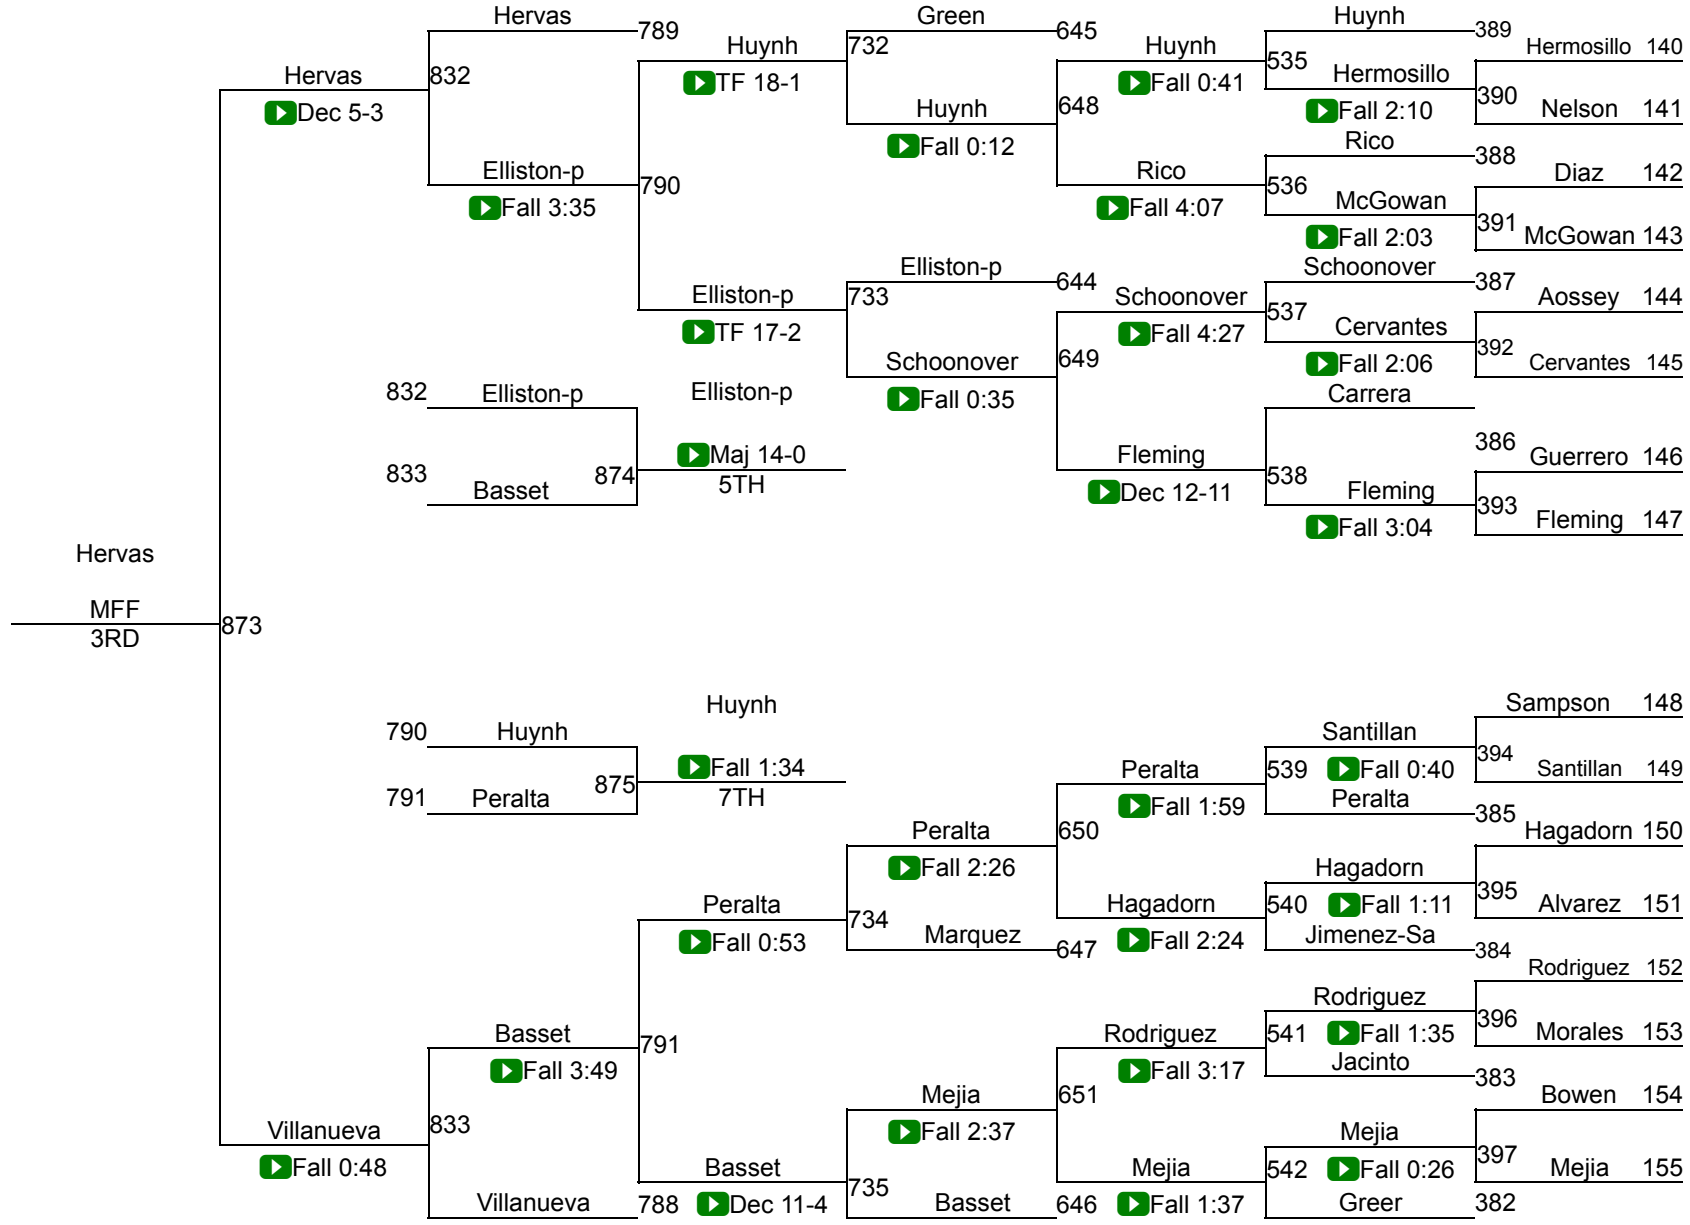 Hervas
Green
Huynh
789
645
389
Huynh
732
Huynh
Hermosillo 140
535
Hervas
832
TF 18-1
Fall 0:41
Hermosillo
390
Dec 5-3
Huynh
648
Fall 2:10
Nelson 141
Fall 0:12
Rico
388
Elliston-p
790
Rico
536
Diaz 142
Fall 3:35
Fall 4:07
McGowan
391
McGowan 143
Fall 2:03
Elliston-p
644
Schoonover
387
Elliston-p
733
Schoonover
537
Aossey 144
TF 17-2
Fall 4:27
Cervantes
392
Schoonover
649
Fall 2:06
Cervantes 145
832 Elliston-p
Elliston-p
Fall 0:35
Carrera
386
Maj 14-0
Fleming
Guerrero 146
833
Basset
874
5TH
Dec 12-11
538
Fleming
393
Fall 3:04
Fleming 147
Hervas
MFF
3RD
873
Huynh
Sampson 148
790 Huynh
Santillan
394
Fall 1:34
Peralta
539
Fall 0:40
Santillan 149
791 Peralta
875
7TH
Fall 1:59
Peralta
385
Peralta
650
Hagadorn 150
Fall 2:26
Hagadorn
395
Peralta
734
Hagadorn
540
Fall 1:11
Alvarez 151
Fall 0:53
Marquez
647
Fall 2:24
Jimenez-Sa
384
Rodriguez 152
Rodriguez
396
Basset
791
Rodriguez
541
Fall 1:35
Morales 153
Fall 3:49
Fall 3:17
Jacinto
383
Mejia
651
Bowen 154
Villanueva
833
Fall 2:37
Mejia
397
Fall 0:48
Basset
735
Mejia
542
Fall 0:26
Mejia 155
Villanueva
788
Dec 11-4
Basset
646
Fall 1:37
Greer
382